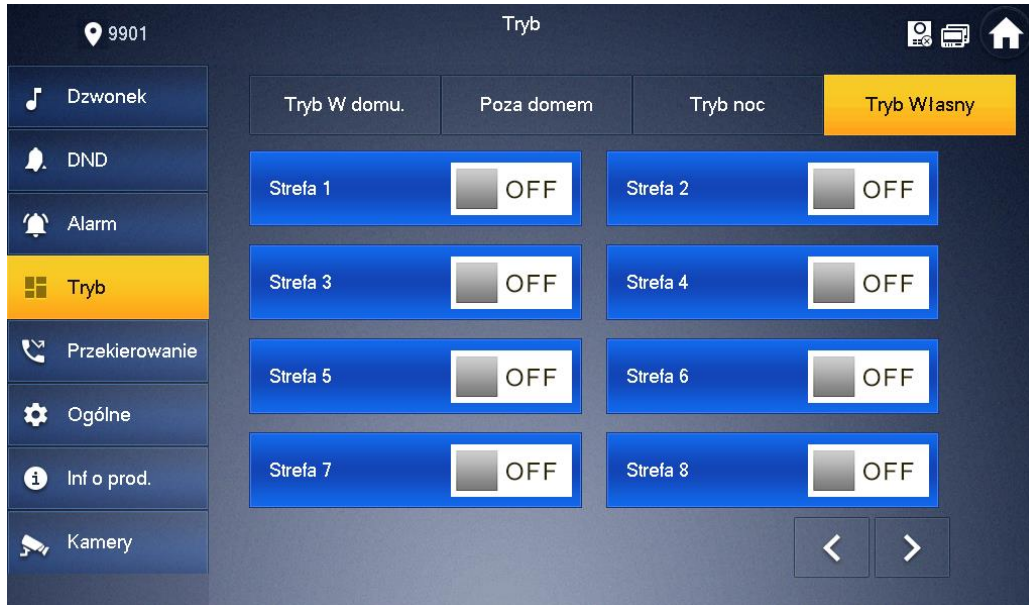 9901
Tryb
Dzwonek
DND
Alarm
Tryb
Przekierowanie
Ogólne
Inf o prod.
Kamery
Tryb W domu. Poza domem Tryb noc Tryb Własny
Strefa 1 OFF Strefa 2 OFF
Strefa 3 OFF Strefa 4 OFF
Strefa 5 OFF Strefa 6 OFF
Strefa 7 OFF Strefa 8 OFF